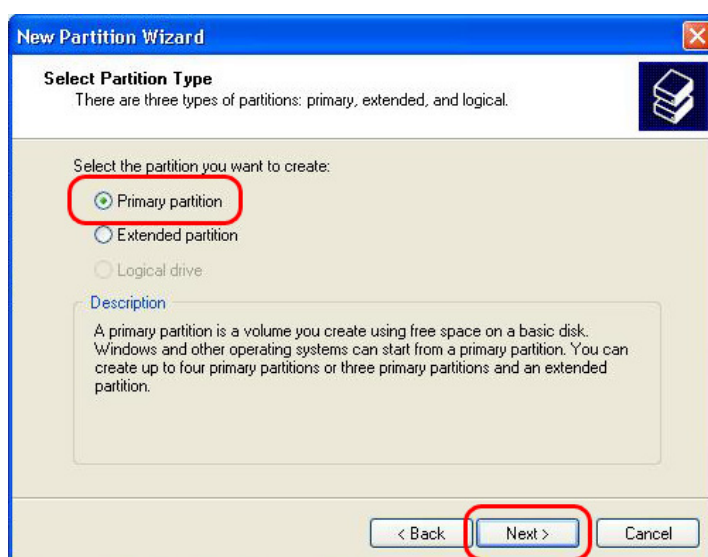 New Partition Wizard
Select Partition Type
There are three types of partitions: primary, extended, and logical.
Select the partition you want to create:
Primary partition
Extended partition
Logical drive
Description
A primary partition is a volume you create using free space on a basic disk.
Windows and other operating systems can start from a primary partition. You can
create up to four primary partitions or three primary partitions and an extended
partition.
< Back
Next >
Cancel